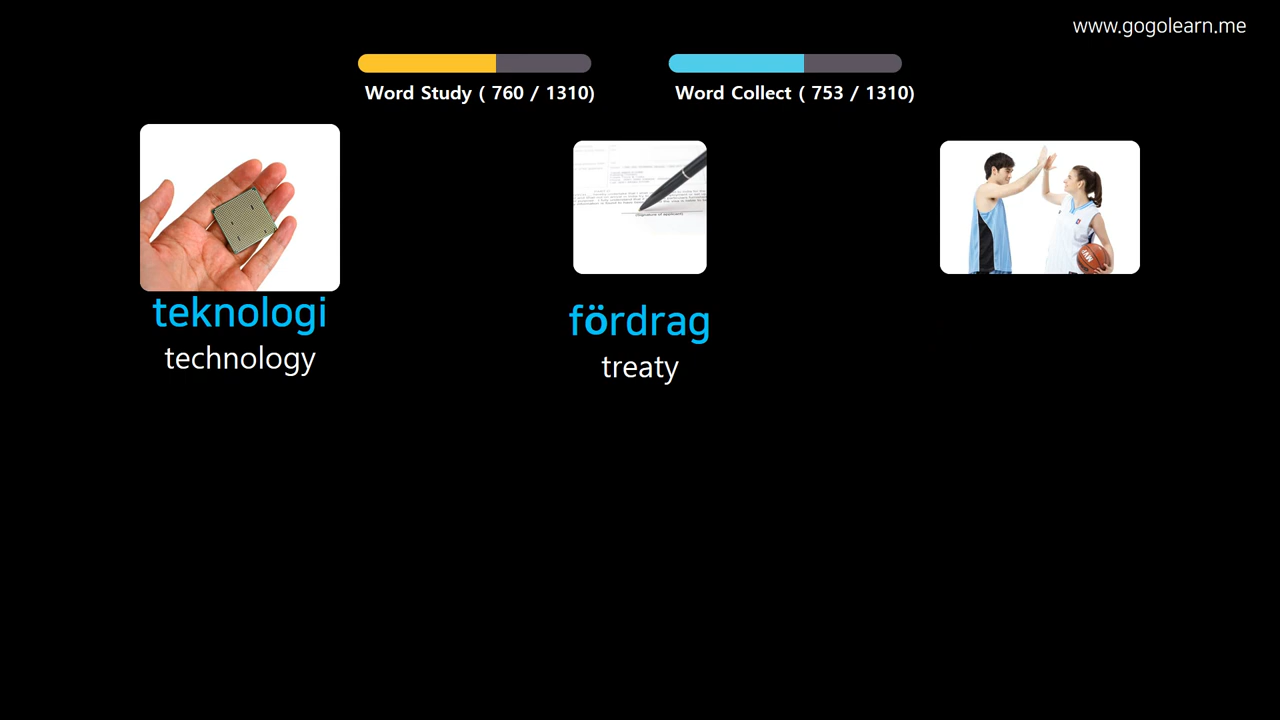 www.gogolearn.me
Word Study ( 760 / 1310)
Word Collect ( 753 / 1310)
teknologi
technology
fördrag
treaty